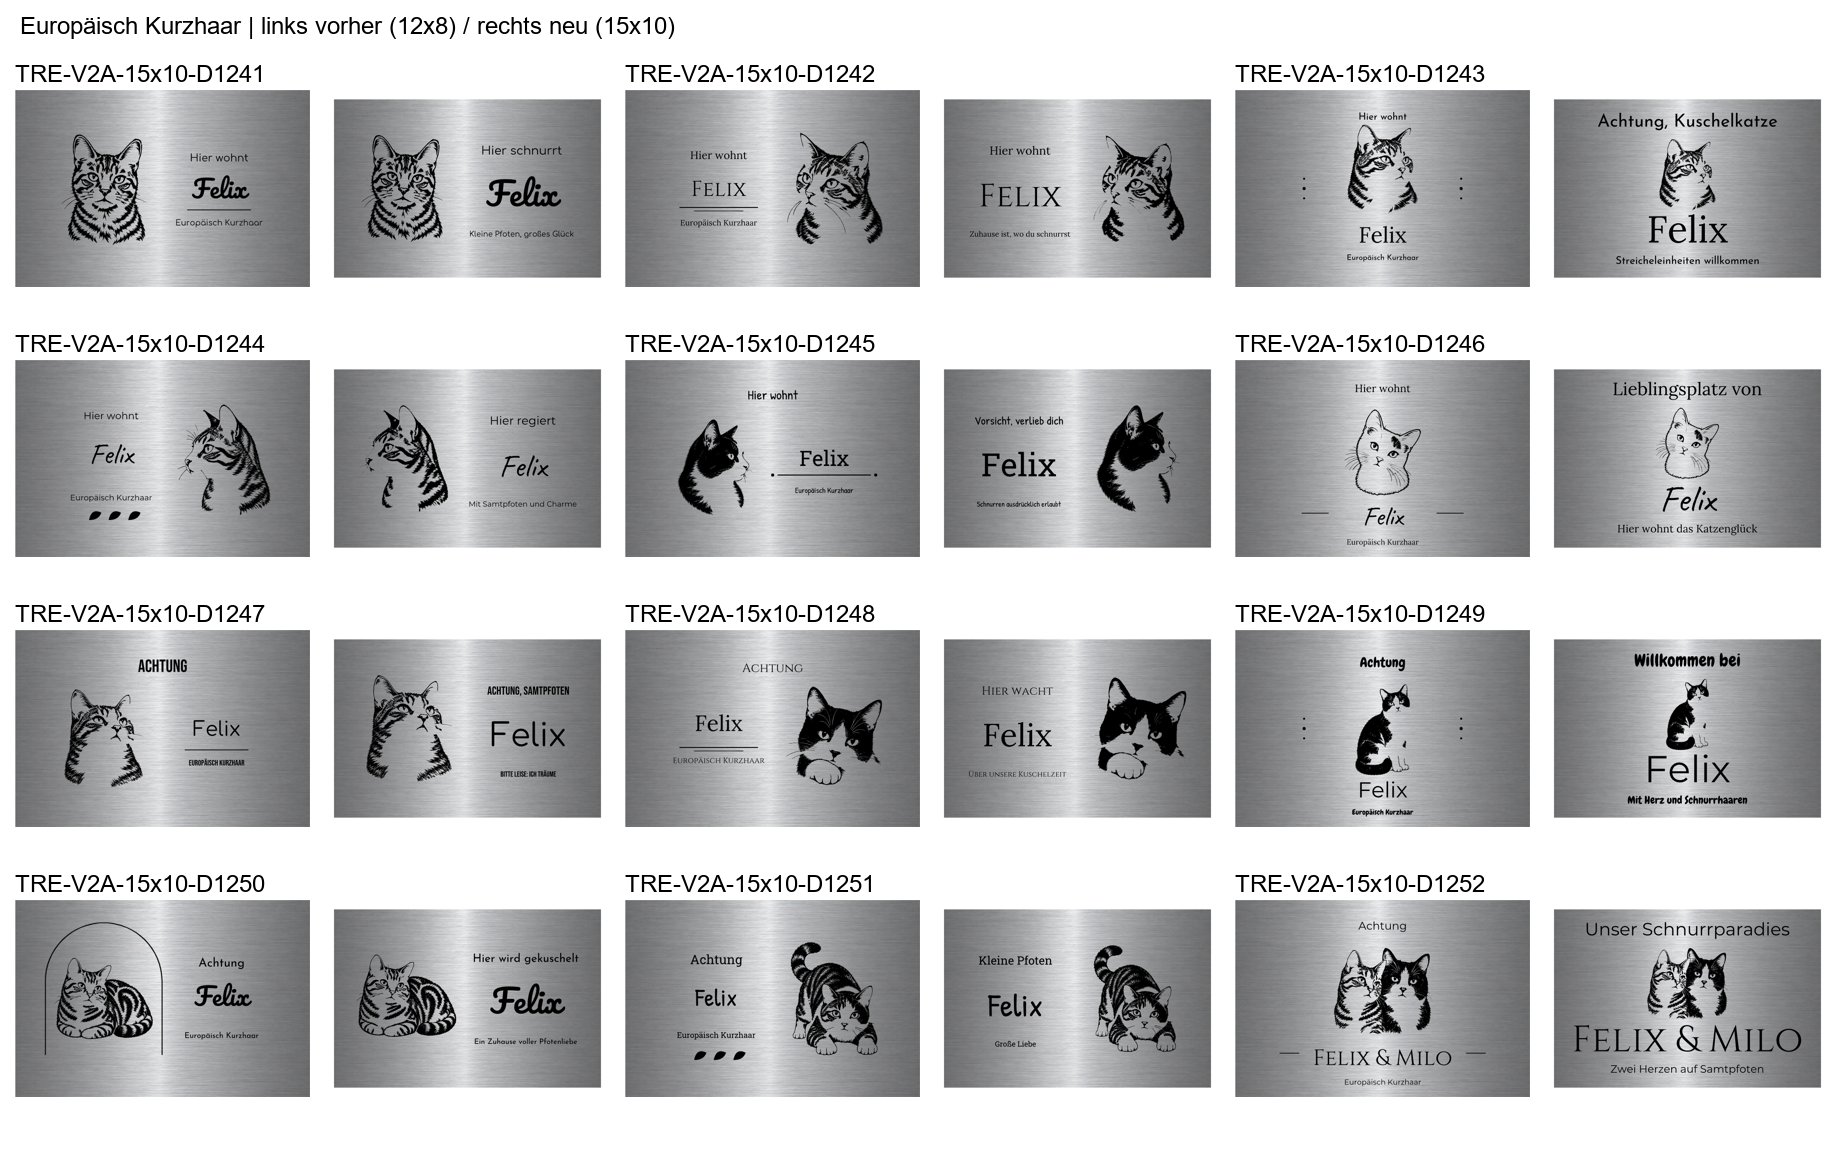 Europäisch Kurzhaar | links vorher (12x8) / rechts neu (15x10)
TRE-V2A-15x10-D1241
Hier wohnt
Felix
Europäisch Kurzhaar
Hier schnurrt
Felix
Kleine Pfoten, großes Glück
TRE-V2A-15x10-D1242
Hier wohnt
Felix
Europäisch Kurzhaar
Hier wohnt
Felix
Zuhause ist, wo du schnurrst
TRE-V2A-15x10-D1243
Hier wohnt
Felix
Europäisch Kurzhaar
Achtung, Kuschelkatze
Felix
Streicheleinheiten willkommen
TRE-V2A-15x10-D1244
Hier wohnt
Felix
Europäisch Kurzhaar
Hier regiert
Felix
Mit Samtpfoten und Charme
TRE-V2A-15x10-D1245
Hier wohnt
Felix
Europäisch Kurzhaar
Vorsicht, verlieb dich
Felix
Schnurren ausdrücklich erlaubt
TRE-V2A-15x10-D1246
Hier wohnt
Felix
Europäisch Kurzhaar
Lieblingsplatz von
Felix
Hier wohnt das Katzenglück
TRE-V2A-15x10-D1247
ACHTUNG
Felix
EUROPÄISCH KURZHAAR
ACHTUNG, SAMTPFOTEN
Felix
BITTE LEISE: ICH TRÄUME
TRE-V2A-15x10-D1248
Achtung
Felix
Europäisch Kurzhaar
Hier wacht
Felix
Über unsere Kuschelzeit
TRE-V2A-15x10-D1249
Achtung
Felix
Europäisch Kurzhaar
Willkommen bei
Felix
Mit Herz und Schnurrhaaren
TRE-V2A-15x10-D1250
Achtung
Felix
Europäisch Kurzhaar
Hier wird gekuschelt
Felix
Ein Zuhause voller Pfotenliebe
TRE-V2A-15x10-D1251
Achtung
Felix
Europäisch Kurzhaar
Kleine Pfoten
Felix
Große Liebe
TRE-V2A-15x10-D1252
Achtung
Felix & Milo
Europäisch Kurzhaar
Unser Schnurrparadies
Felix & Milo
Zwei Herzen auf Samtpfoten